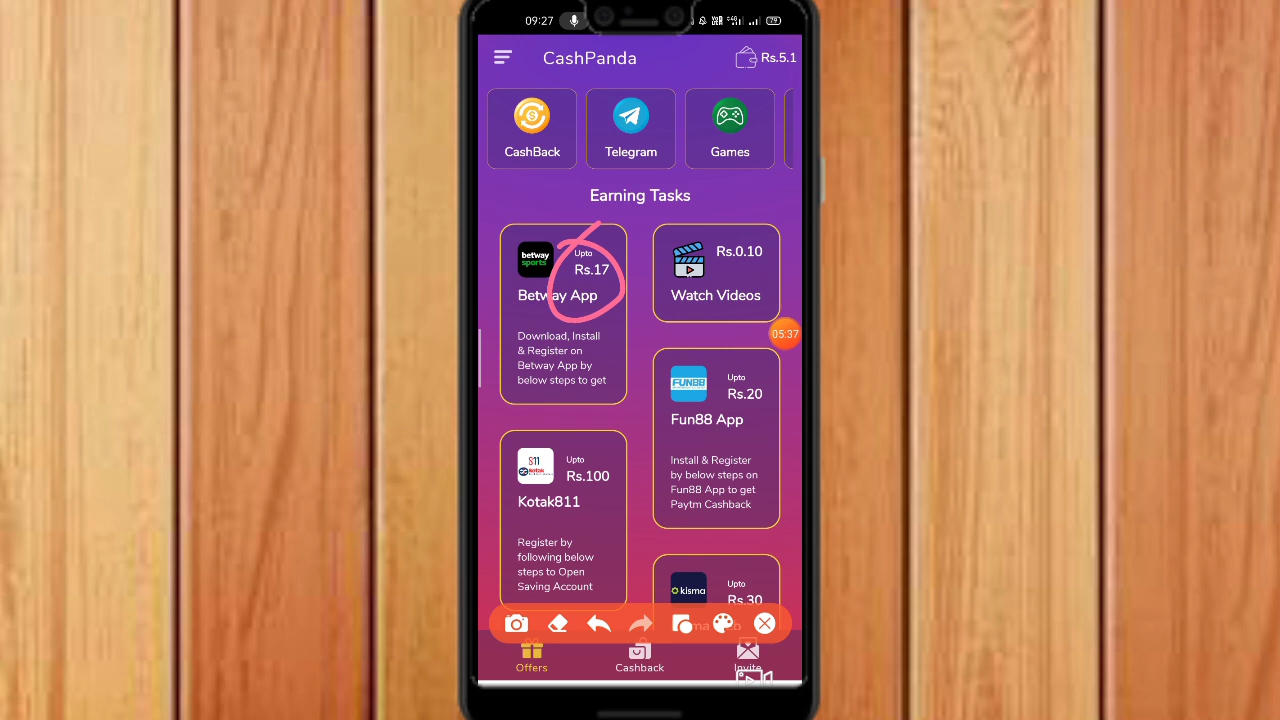 09:27
79
CashPanda
Rs.5.1
CashBack
Telegram
Games
Earning Tasks
betway
sports
Upto
Rs.17
Betway App
Download, Install
& Register on
Betway App by
below steps to get
Rs.0.10
Watch Videos
05:37
FUN88
Upto
Rs.20
Fun88 App
Install & Register
by below steps on
Fun88 App to get
Paytm Cashback
811
kotak
Upto
Rs.100
Kotak811
Register by
following below
steps to Open
Saving Account
kisma
Upto
Rs.30
Offers
Cashback
Invite